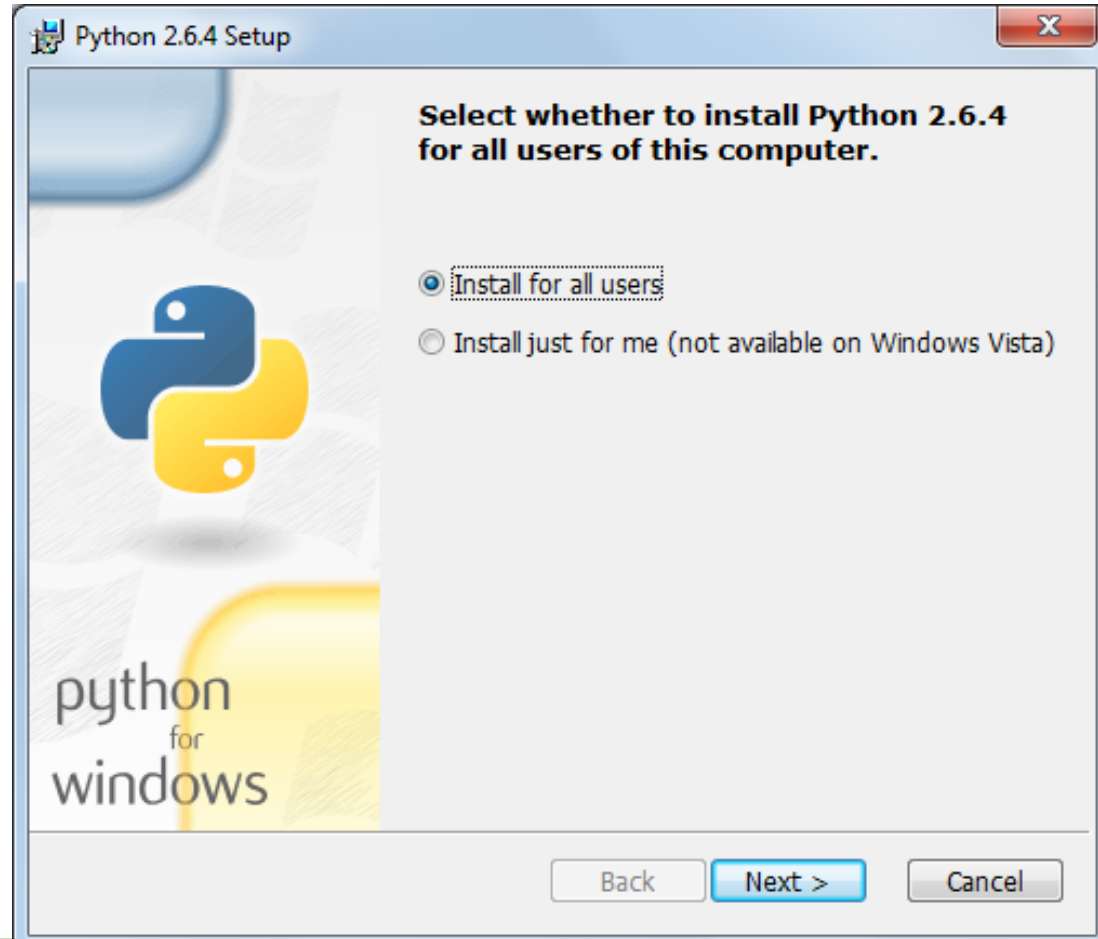 Python 2.6.4 Setup
Select whether to install Python 2.6.4
for all users of this computer.
Install for all users
Install just for me (not available on Windows Vista)
python
for
windows
Back
Next >
Cancel